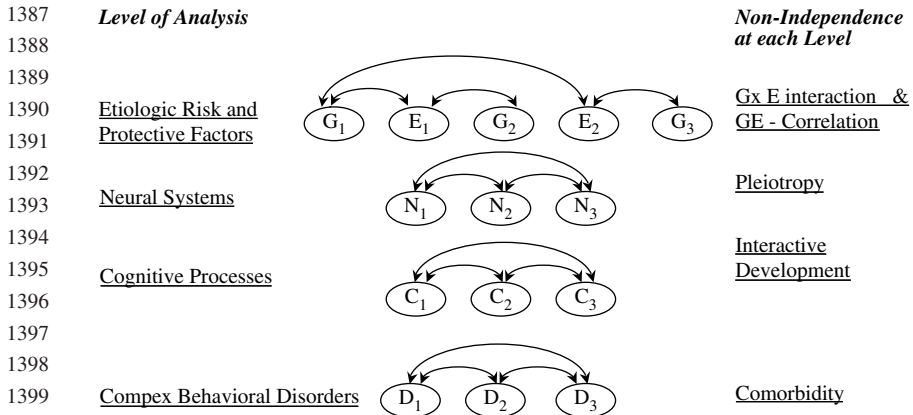 1387 Level of Analysis Non-Independence
1388 at each Level
1389
1390 Etiologic Risk and G1 E1 G2 E2 G3 Gx E interaction &
1391 Protective Factors GE - Correlation
1392 Pleiotropy
1393 Neural Systems N1 N2 N3
1394 Interactive
1395 Cognitive Processes Development
1396 C1 C2 C3
1397
1398
1399 Compex Behavioral Disorders D1 D2 D3 Comorbidity